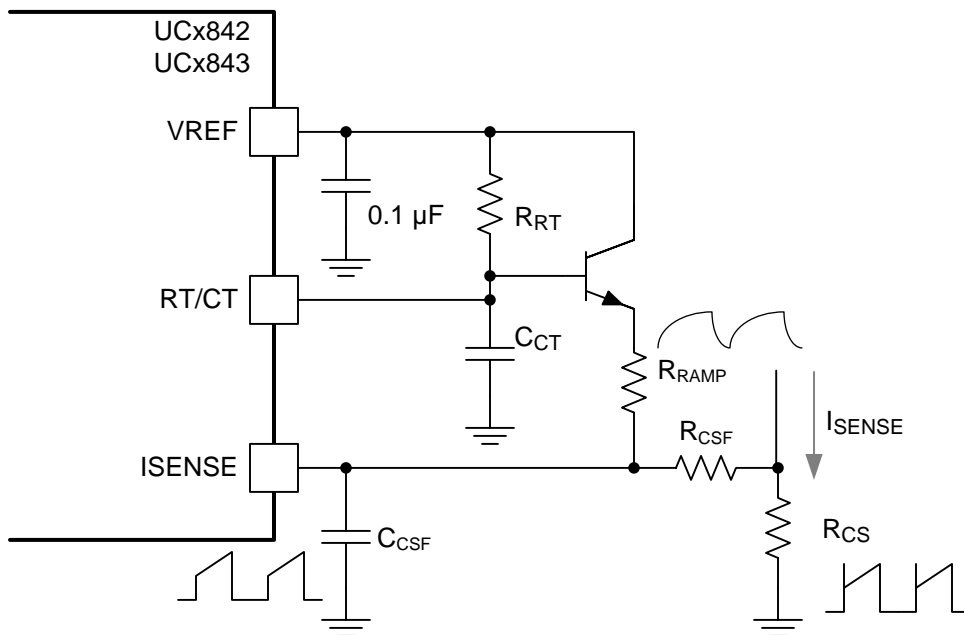 UCx842
UCx843
VREF
0.1 µF
RRT
RT/CT
CCT
RRAMP
ISENSE
RCSF
ISENSE
CCSF
RCS